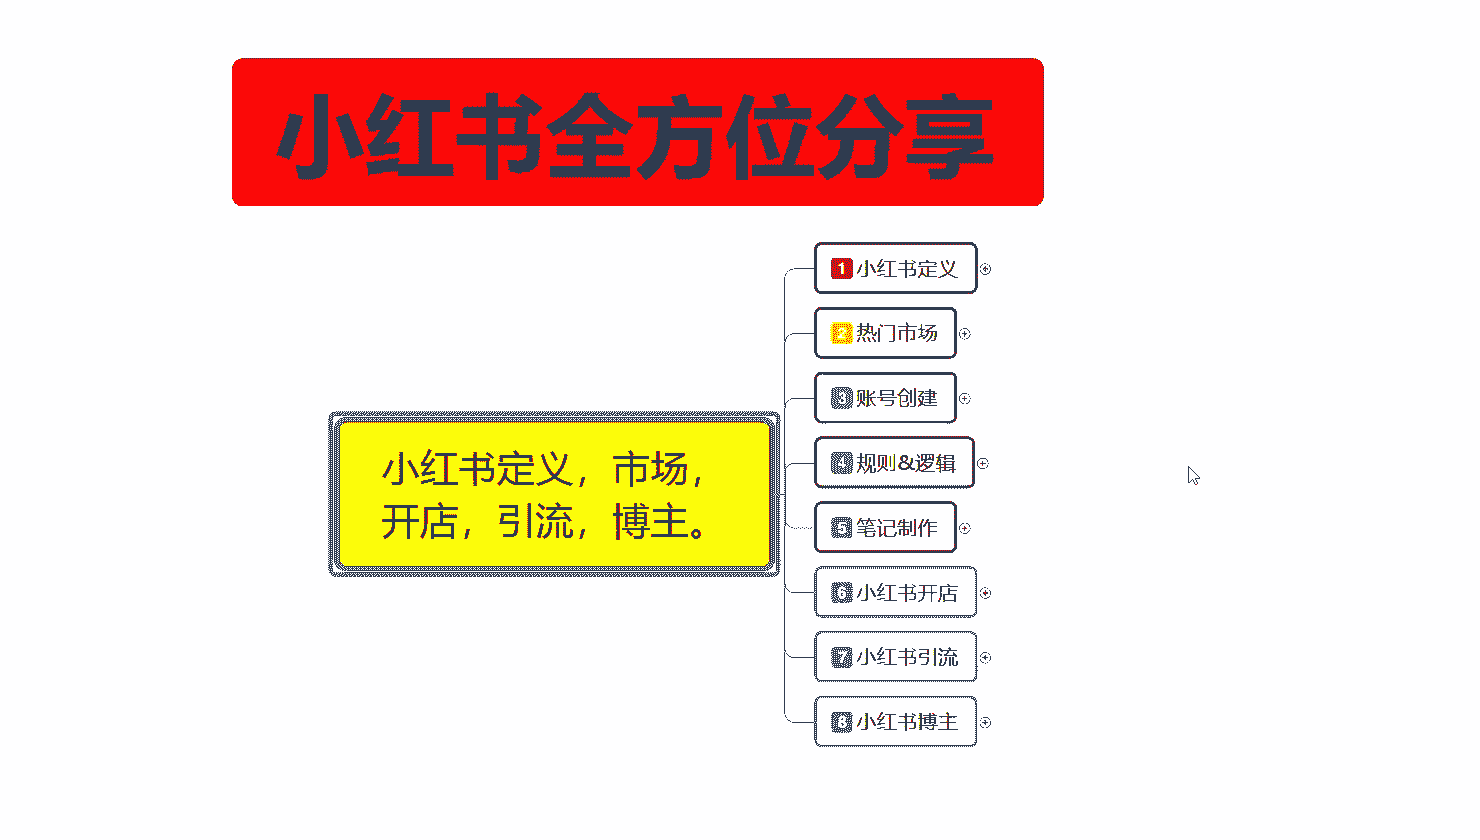 小红书全方位分享
小红书定义，市场，
开店，引流，博主。
1 小红书定义
2 热门市场
3 账号创建
4 规则&逻辑
5 笔记制作
6 小红书开店
7 小红书引流
8 小红书博主